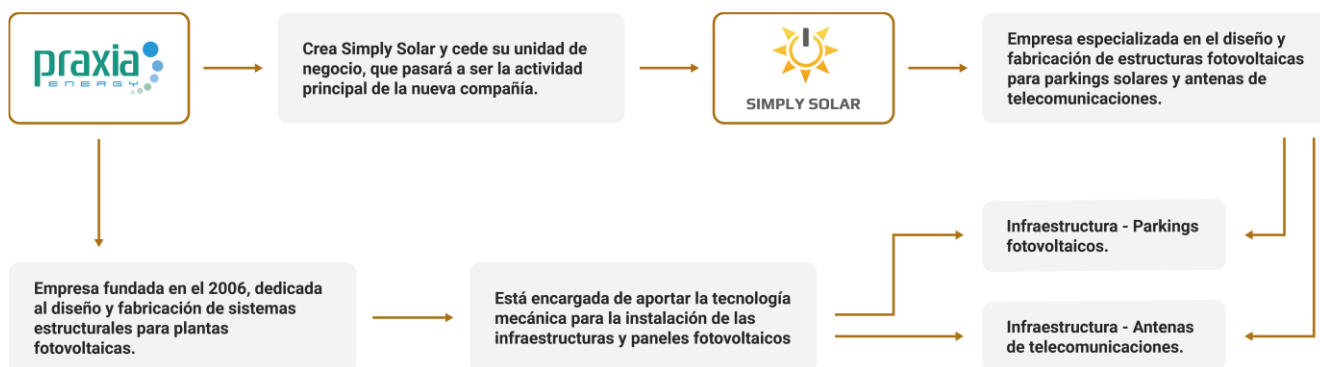 praxia
ENERGY
Crea Simply Solar y cede su unidad de
negocio, que pasará a ser la actividad
principal de la nueva compañía.
SIMPLY SOLAR
Empresa especializada en el diseño y
fabricación de estructuras fotovoltaicas
para parkings solares y antenas de
telecomunicaciones.
Infraestructura - Parkings
fotovoltaicos.
Empresa fundada en el 2006, dedicada
al diseño y fabricación de sistemas
estructurales para plantas
fotovoltaicas.
Está encargada de aportar la tecnología
mecánica para la instalación de las
infraestructuras y paneles fotovoltaicos
Infraestructura - Antenas
de telecomunicaciones.